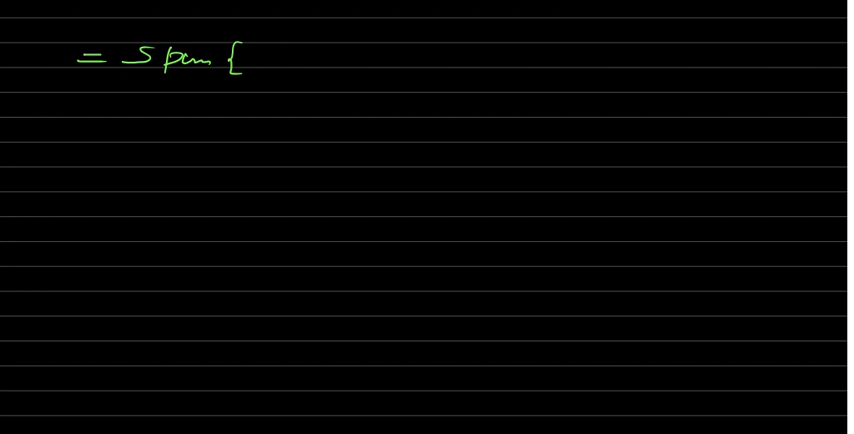 = Span {